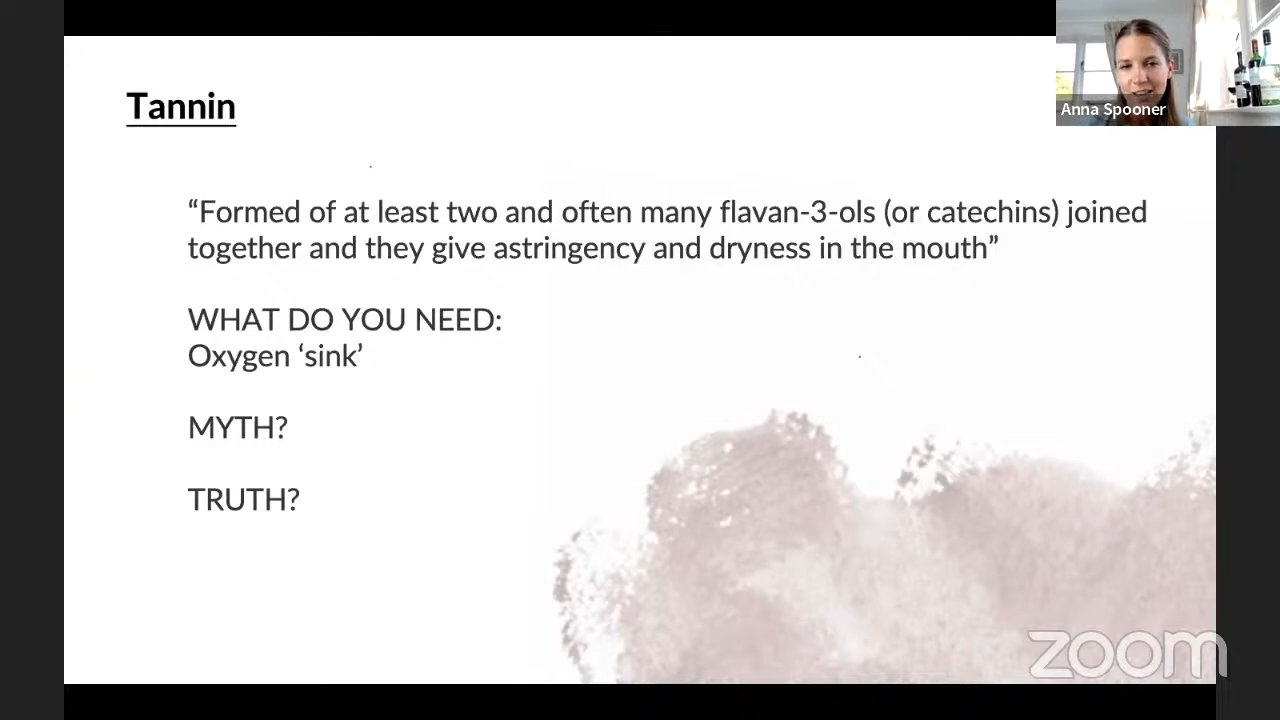 Tannin
Anna Spooner
“Formed of at least two and often many flavan-3-ols (or catechins) joined
together and they give astringency and dryness in the mouth”
WHAT DO YOU NEED:
Oxygen ‘sink’
MYTH?
TRUTH?
zoom